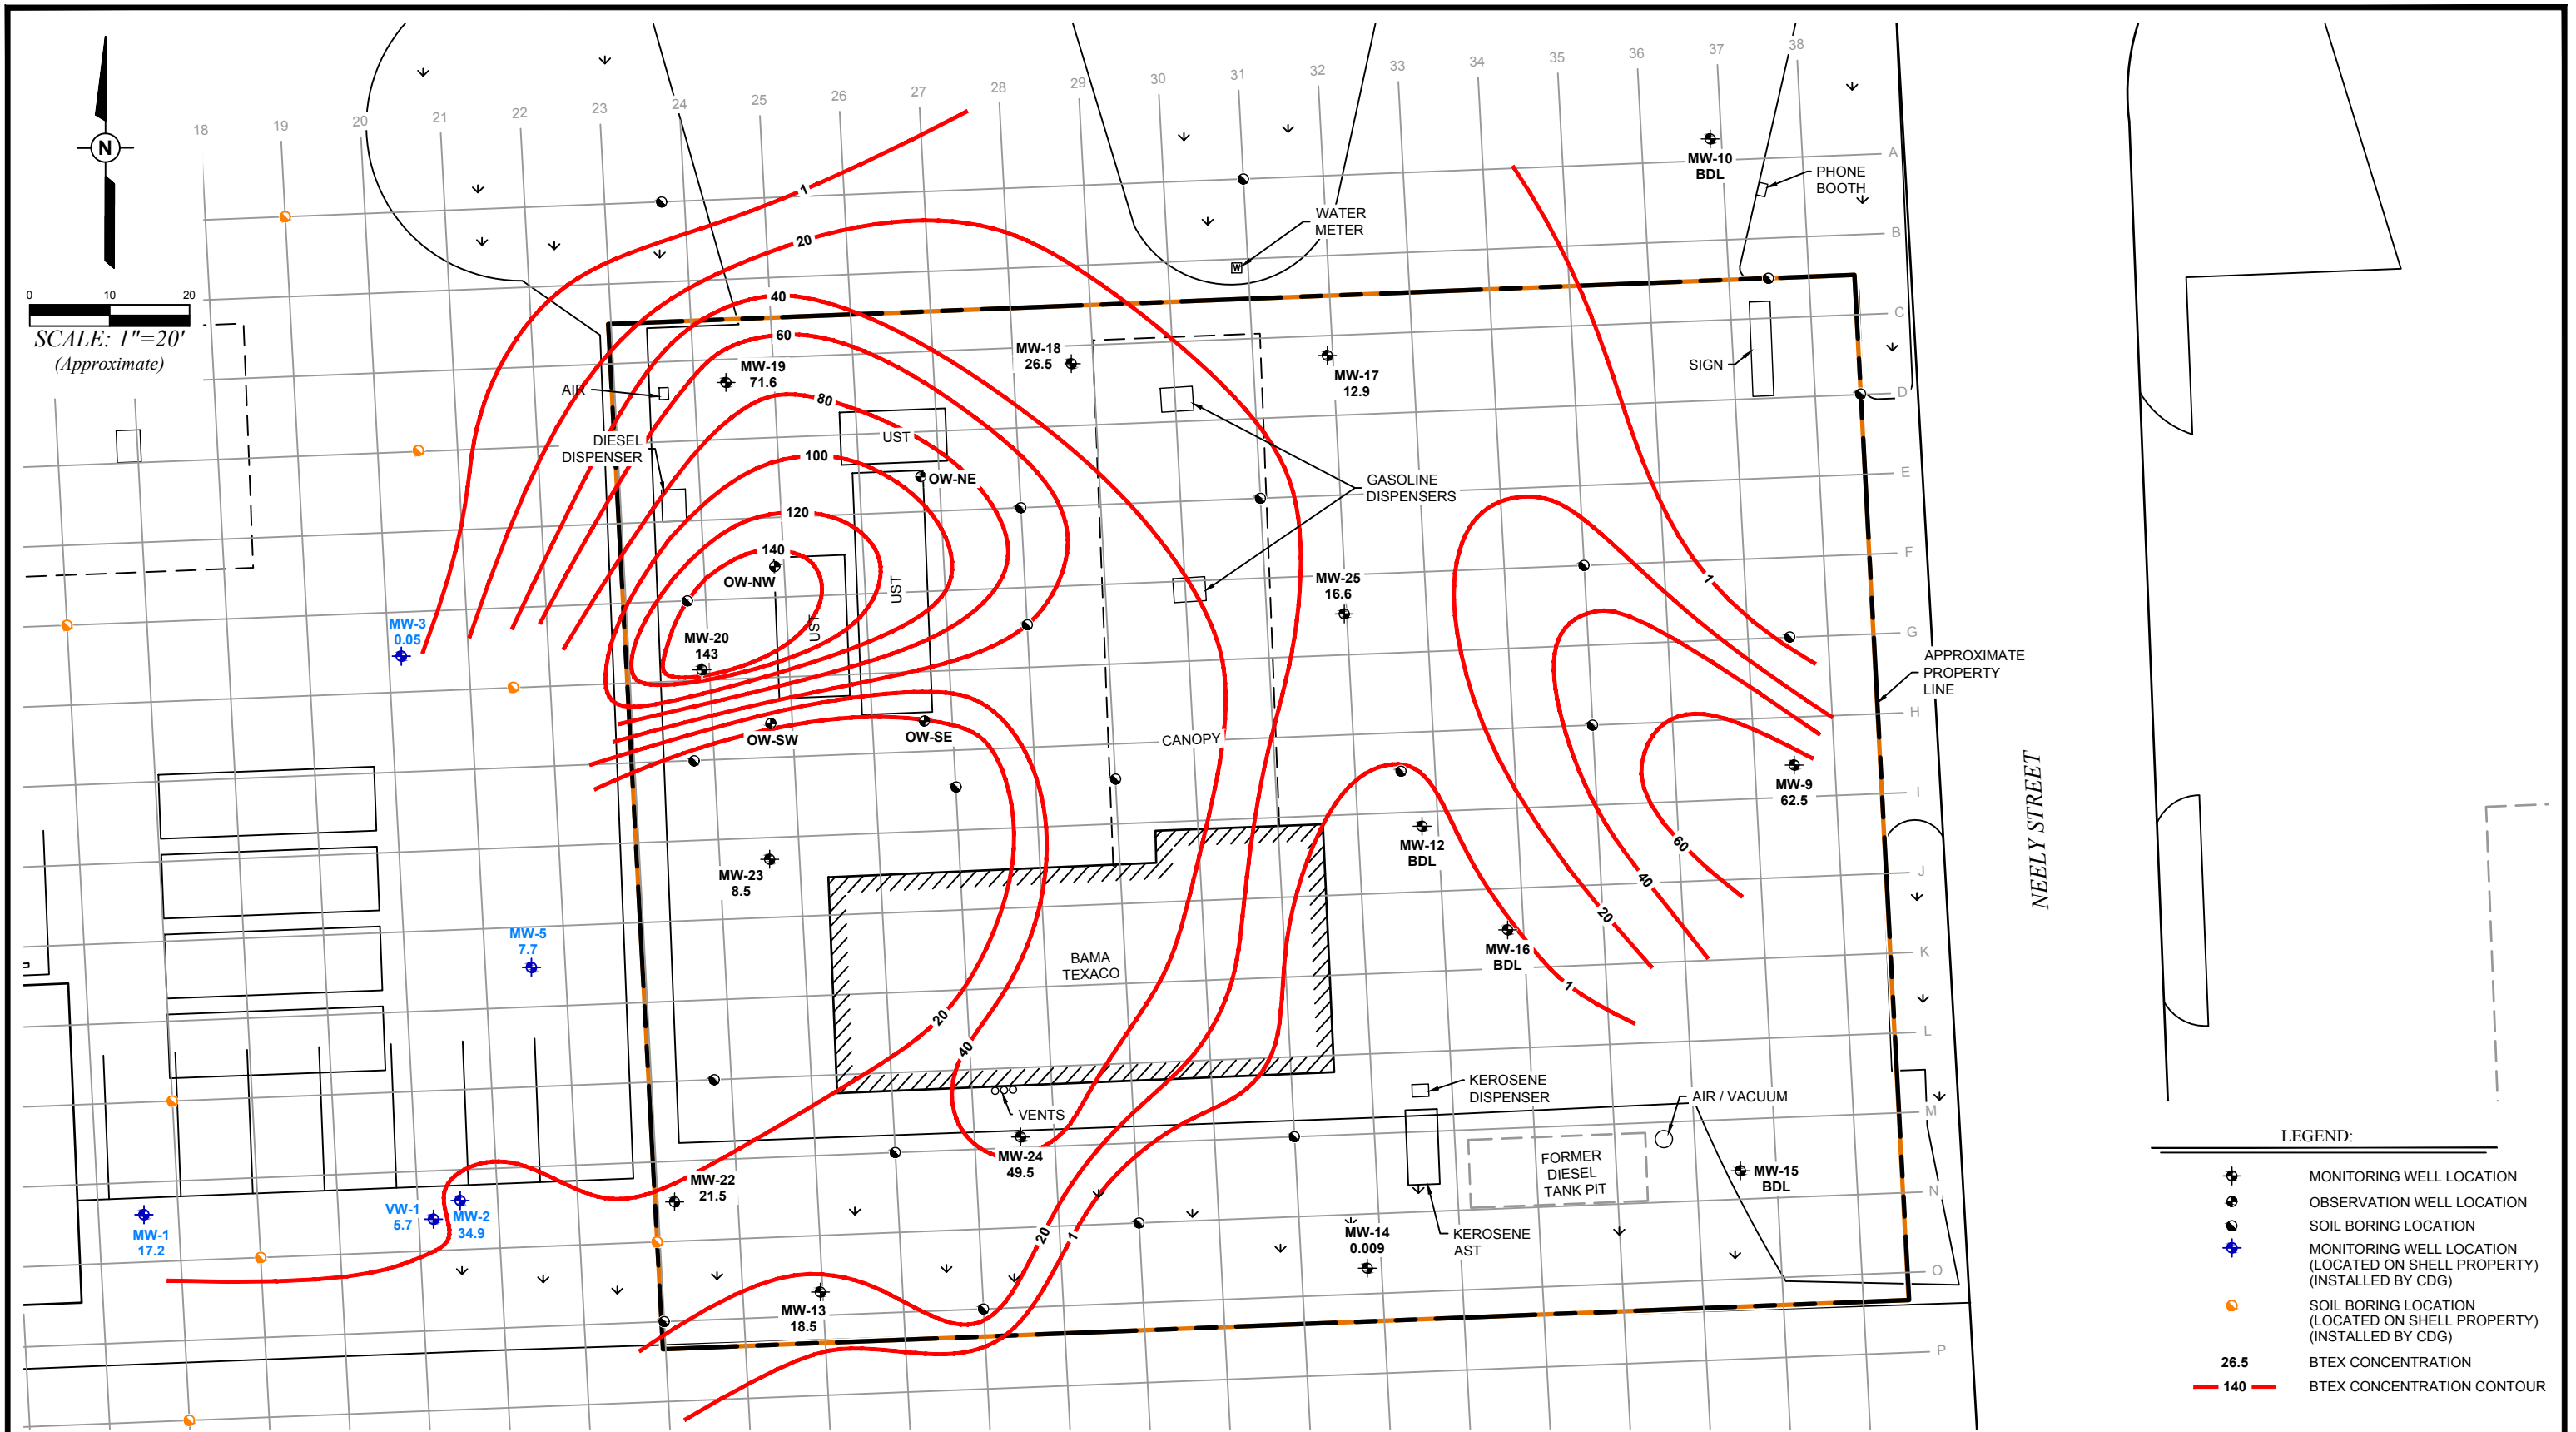 18
19
20
21
22
23
24
25
26
27
28
29
30
31
32
33
34
35
36
37
38
A
B
C
D
E
F
G
H
I
J
K
L
M
N
O
P
N
0 10 20
SCALE: 1"=20'
(Approximate)
1
20
40
60
80
100
120
140
MW-10
BDL
PHONE
BOOTH
WATER
METER
W
MW-19
71.6
MW-18
26.5
MW-17
12.9
SIGN
AIR
DIESEL
DISPENSER
UST
OW-NE
GASOLINE
DISPENSERS
OW-NW
UST
UST
MW-25
16.6
1
MW-3
0.05
MW-20
143
APPROXIMATE
PROPERTY
LINE
OW-SW
OW-SE
CANOPY
MW-9
62.5
NEELY STREET
MW-12
BDL
60
40
20
MW-23
8.5
MW-5
7.7
BAMA
TEXACO
MW-16
BDL
1
20
40
KEROSENE
DISPENSER
AIR / VACUUM
VENTS
MW-24
49.5
FORMER
DIESEL
TANK PIT
MW-15
BDL
MW-22
21.5
VW-1
5.7
MW-2
34.9
MW-1
17.2
20
1
MW-14
0.009
KEROSENE
AST
MW-13
18.5
LEGEND:
MONITORING WELL LOCATION
OBSERVATION WELL LOCATION
SOIL BORING LOCATION
MONITORING WELL LOCATION
(LOCATED ON SHELL PROPERTY)
(INSTALLED BY CDG)
SOIL BORING LOCATION
(LOCATED ON SHELL PROPERTY)
(INSTALLED BY CDG)
26.5 BTEX CONCENTRATION
140 BTEX CONCENTRATION CONTOUR